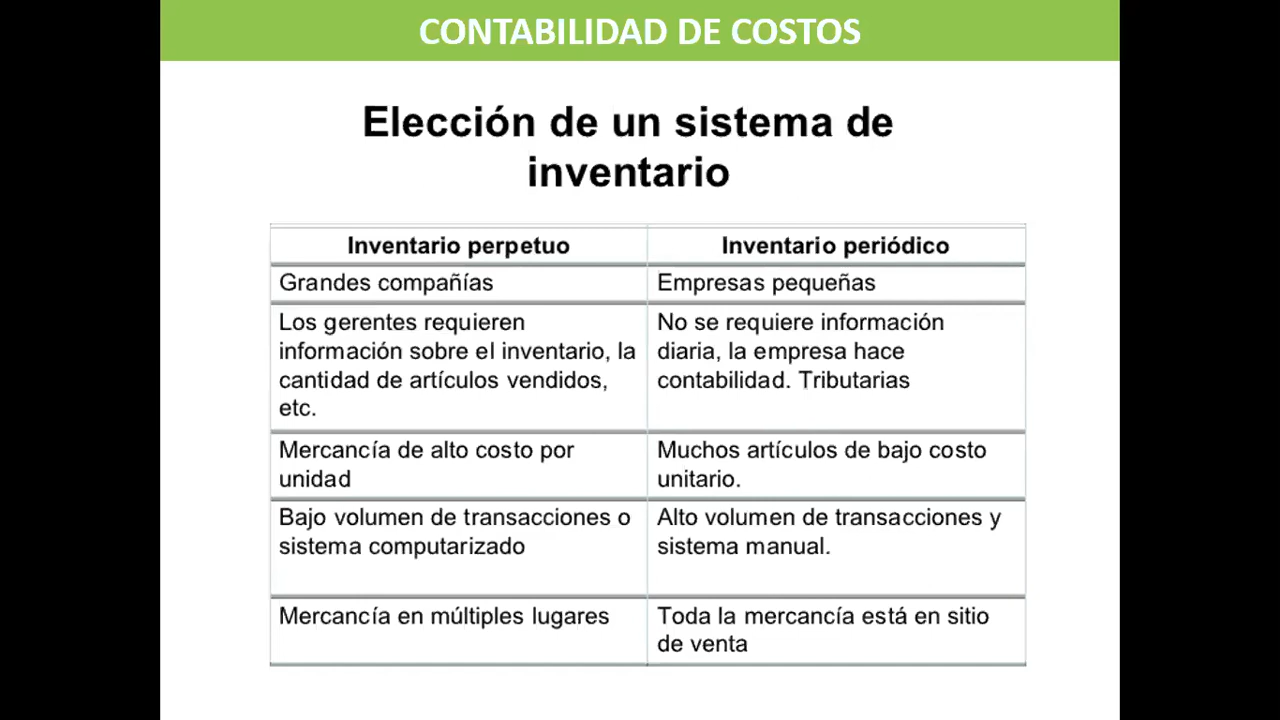 CONTABILIDAD DE COSTOS
Elección de un sistema de
inventario
Inventario perpetuo
Inventario periódico
Grandes compañías
Empresas pequeñas
Los gerentes requieren
información sobre el inventario, la
cantidad de artículos vendidos,
etc.
No se requiere información
diaria, la empresa hace
contabilidad. Tributarias
Mercancía de alto costo por
unidad
Muchos artículos de bajo costo
unitario.
Bajo volumen de transacciones o
sistema computarizado
Alto volumen de transacciones y
sistema manual.
Mercancía en múltiples lugares
Toda la mercancía está en sitio
de venta